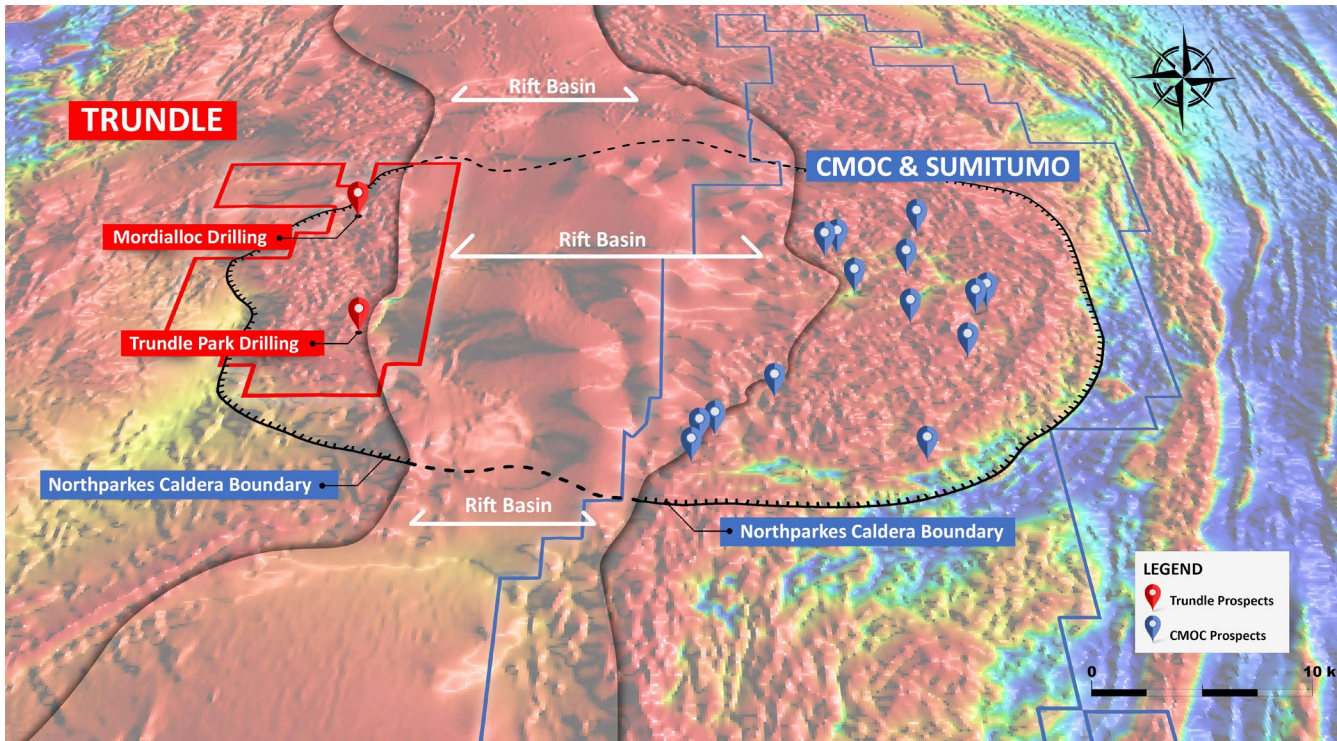 Rift Basin
TRUNDLE
CMOC & SUMITUMO
Mordialloc Drilling
Rift Basin
Trundle Park Drilling
Northparkes Caldera Boundary
Rift Basin
Northparkes Caldera Boundary
LEGEND
Trundle Prospects
CMOC Prospects
0
10 k